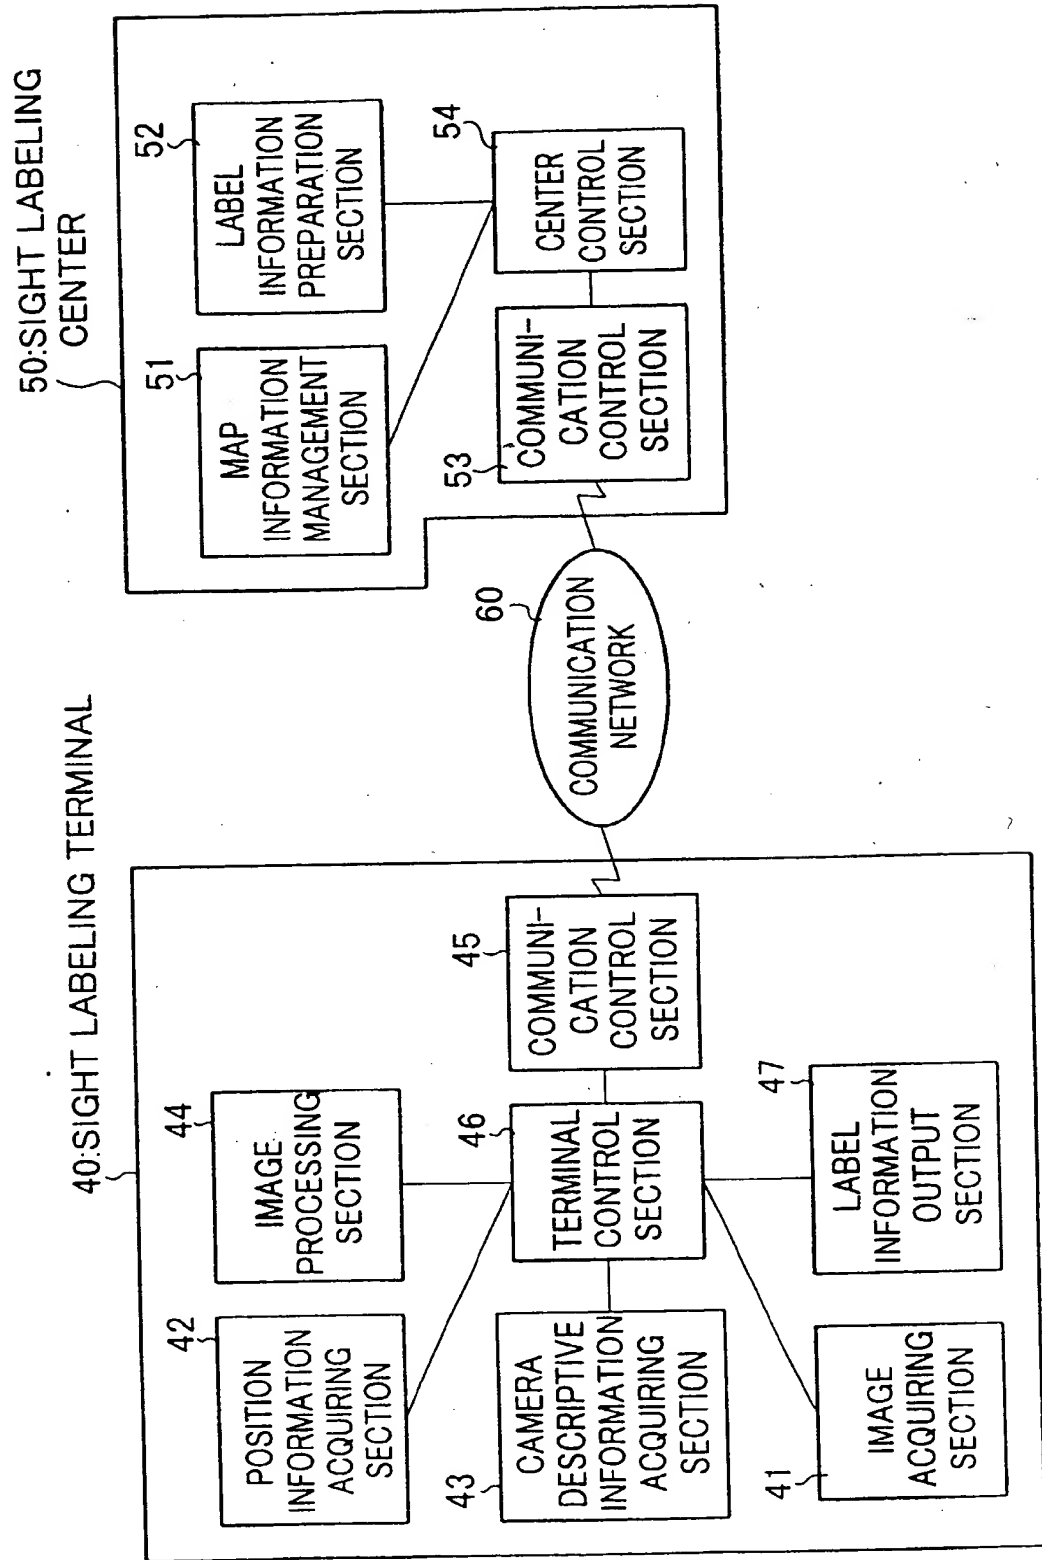 40:SIGHT LABELING TERMINAL
42
POSITION
INFORMATION
ACQUIRING
SECTION
44
IMAGE
PROCESSING
SECTION
43
CAMERA
DESCRIPTIVE
INFORMATION
ACQUIRING
SECTION
46
TERMINAL
CONTROL
SECTION
45
COMMUNI-
CATION
CONTROL
SECTION
41
IMAGE
ACQUIRING
SECTION
47
LABEL
INFORMATION
OUTPUT
SECTION
60
COMMUNICATION
NETWORK
50:SIGHT LABELING
CENTER
51
MAP
INFORMATION
MANAGEMENT
SECTION
52
LABEL
INFORMATION
PREPARATION
SECTION
53
COMMUNI-
CATION
CONTROL
SECTION
54
CENTER
CONTROL
SECTION